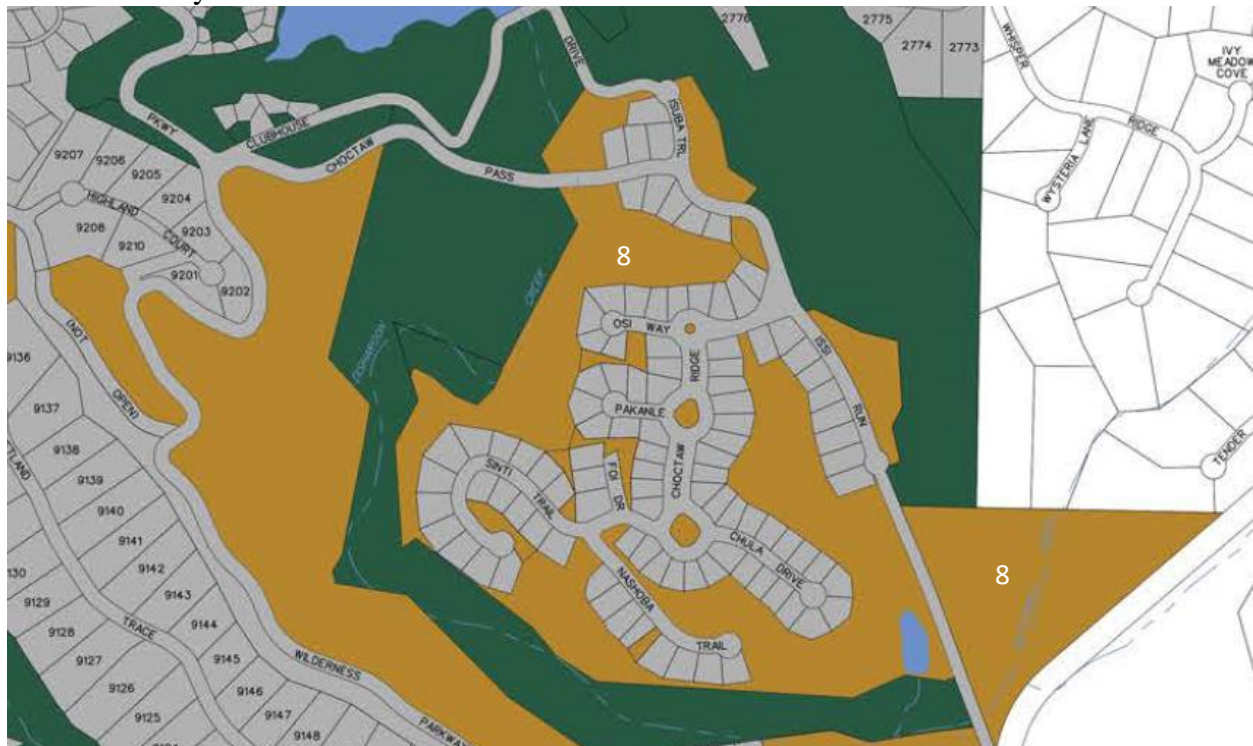 2776
2775
2774
2773
WHISPER
RIDGE
IVY
MEADOW
COVE
WYSTERIA LANE
TENDER
DRIVE
ISUBA TRL
PKWY
CLUBHOUSE
CHOCTAW
PASS
9207
9206
9205
9204
9203
HIGHLAND
COURT
9208
9210
9201
9202
8
CREEK
DISHAROON
OSI WAY
RIDGE
ISSI
RUN
PAKANLE
CHOCTAW
SINTI
TRAIL
FOI DR
CHULA
DRIVE
NASHOBA
TRAIL
8
(NOT
OPEN)
9136
9137
9138
9139
9140
9141
9142
9143
9144
9145
9146
9147
9148
9129
9128
9127
9126
9125
TRACE
WILDERNESS
PARKWAY